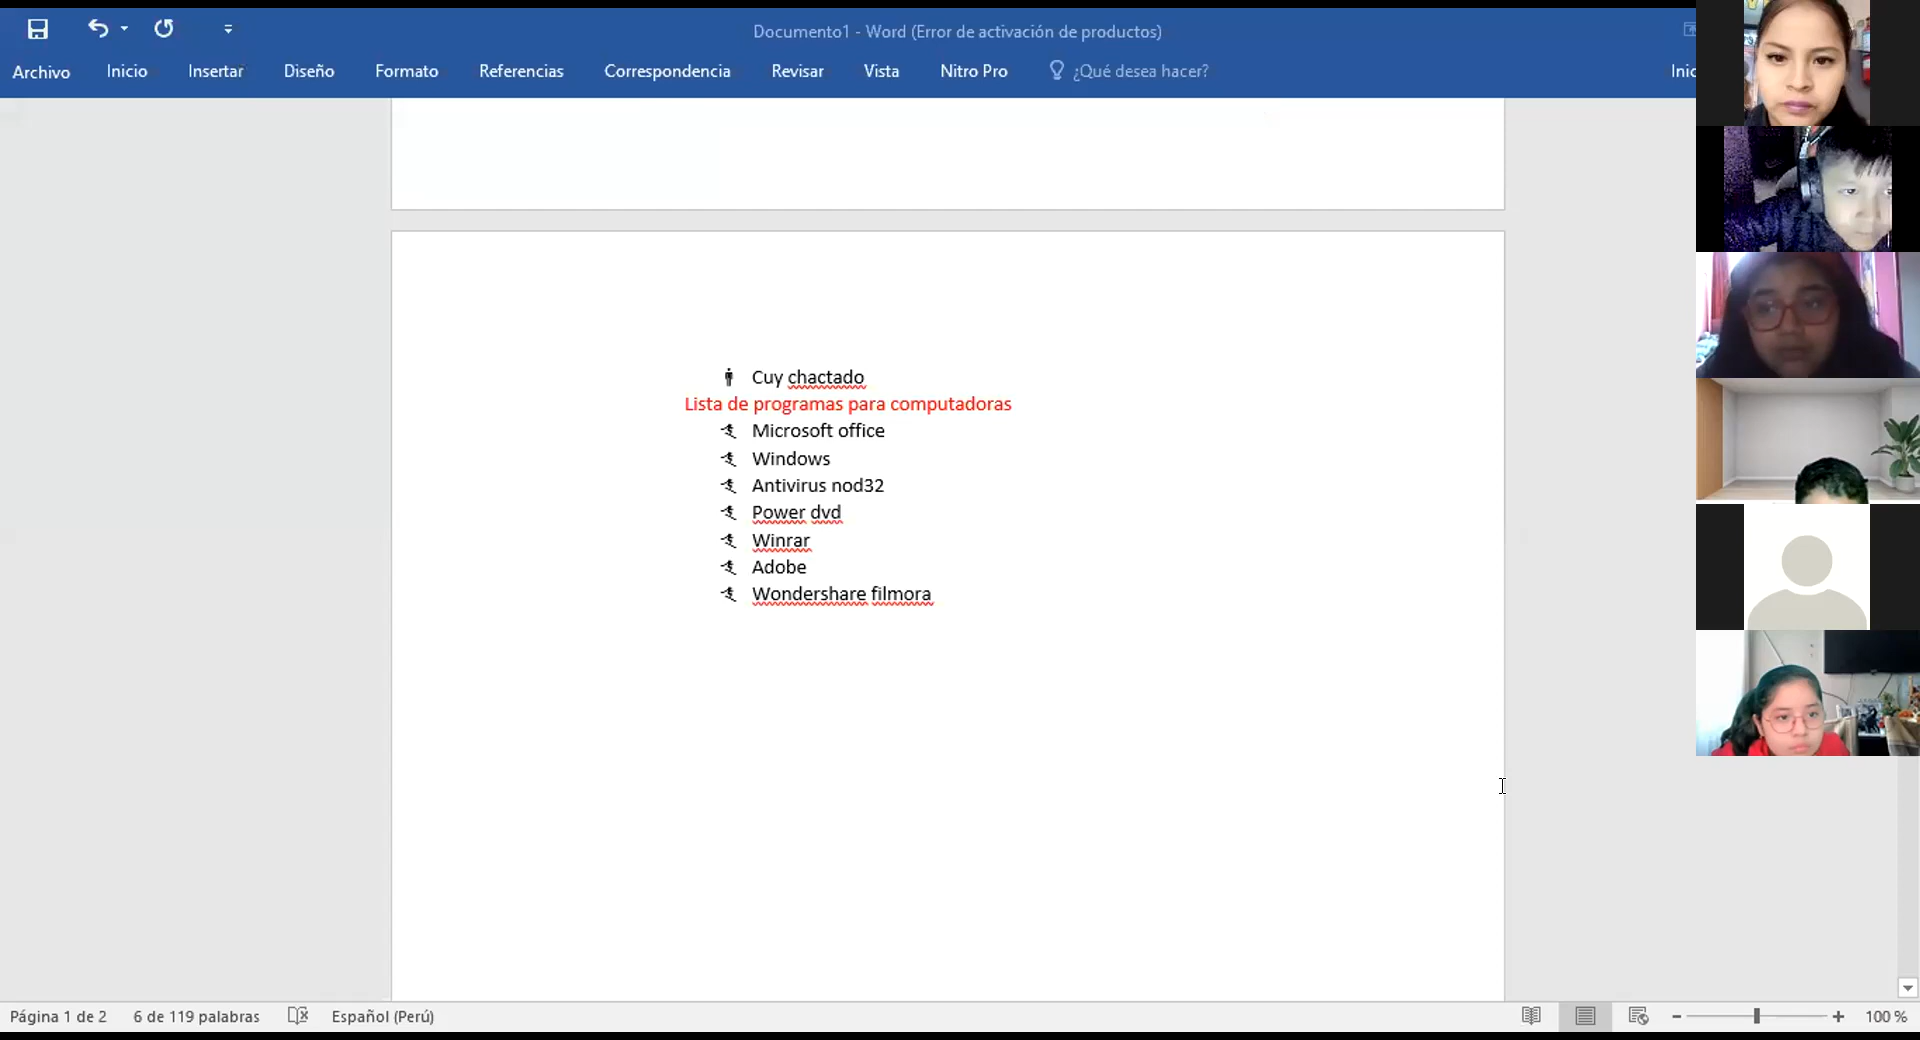 Documento1 - Word (Error de activación de productos)
Archivo Inicio Insertar Diseño Formato Referencias Correspondencia Revisar Vista Nitro Pro ¿Qué desea hacer? Inic
Cuy chactado
Lista de programas para computadoras
Microsoft office
Windows
Antivirus nod32
Power dvd
Winrar
Adobe
Wondershare filmora
Página 1 de 2 6 de 119 palabras Español (Perú) 100 %